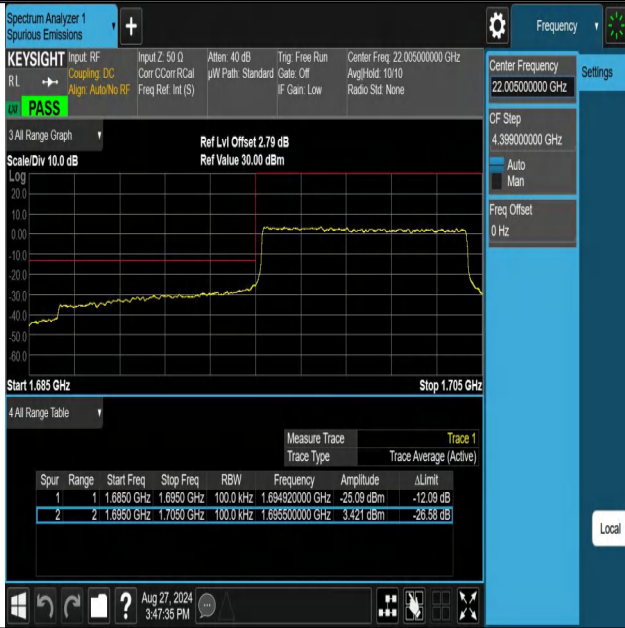 Spectrum Analyzer 1
Spurious Emissions
Frequency
KEYSIGHT Input: RF Input Z: 50 Ω Atten: 40 dB Trig: Free Run Center Freq: 22.005000000 GHz
RL Coupling: DC Corr CCorr RCal µW Path: Standard Gate: Off Avg|Hold: 10/10
Align: Auto/No RF Freq Ref: Int (S) IF Gain: Low Radio Std: None
PASS
Center Frequency
22.005000000 GHz
Settings
CF Step
4.399000000 GHz
Auto
Man
Freq Offset
0 Hz
3 All Range Graph
Ref Lvl Offset 2.79 dB
Scale/Div 10.0 dB Ref Value 30.00 dBm
Log
20.0
10.0
0.00
-10.0
-20.0
-30.0
-40.0
-50.0
-60.0
Start 1.685 GHz Stop 1.705 GHz
4 All Range Table
Measure Trace Trace 1
Trace Type Trace Average (Active)
Spur Range Start Freq Stop Freq RBW Frequency Amplitude ΔLimit
1 1 1.6850 GHz 1.6950 GHz 100.0 kHz 1.694920000 GHz -25.09 dBm -12.09 dB
2 2 1.6950 GHz 1.7050 GHz 100.0 kHz 1.695500000 GHz 3.421 dBm -26.58 dB
Local
Aug 27, 2024
3:47:35 PM